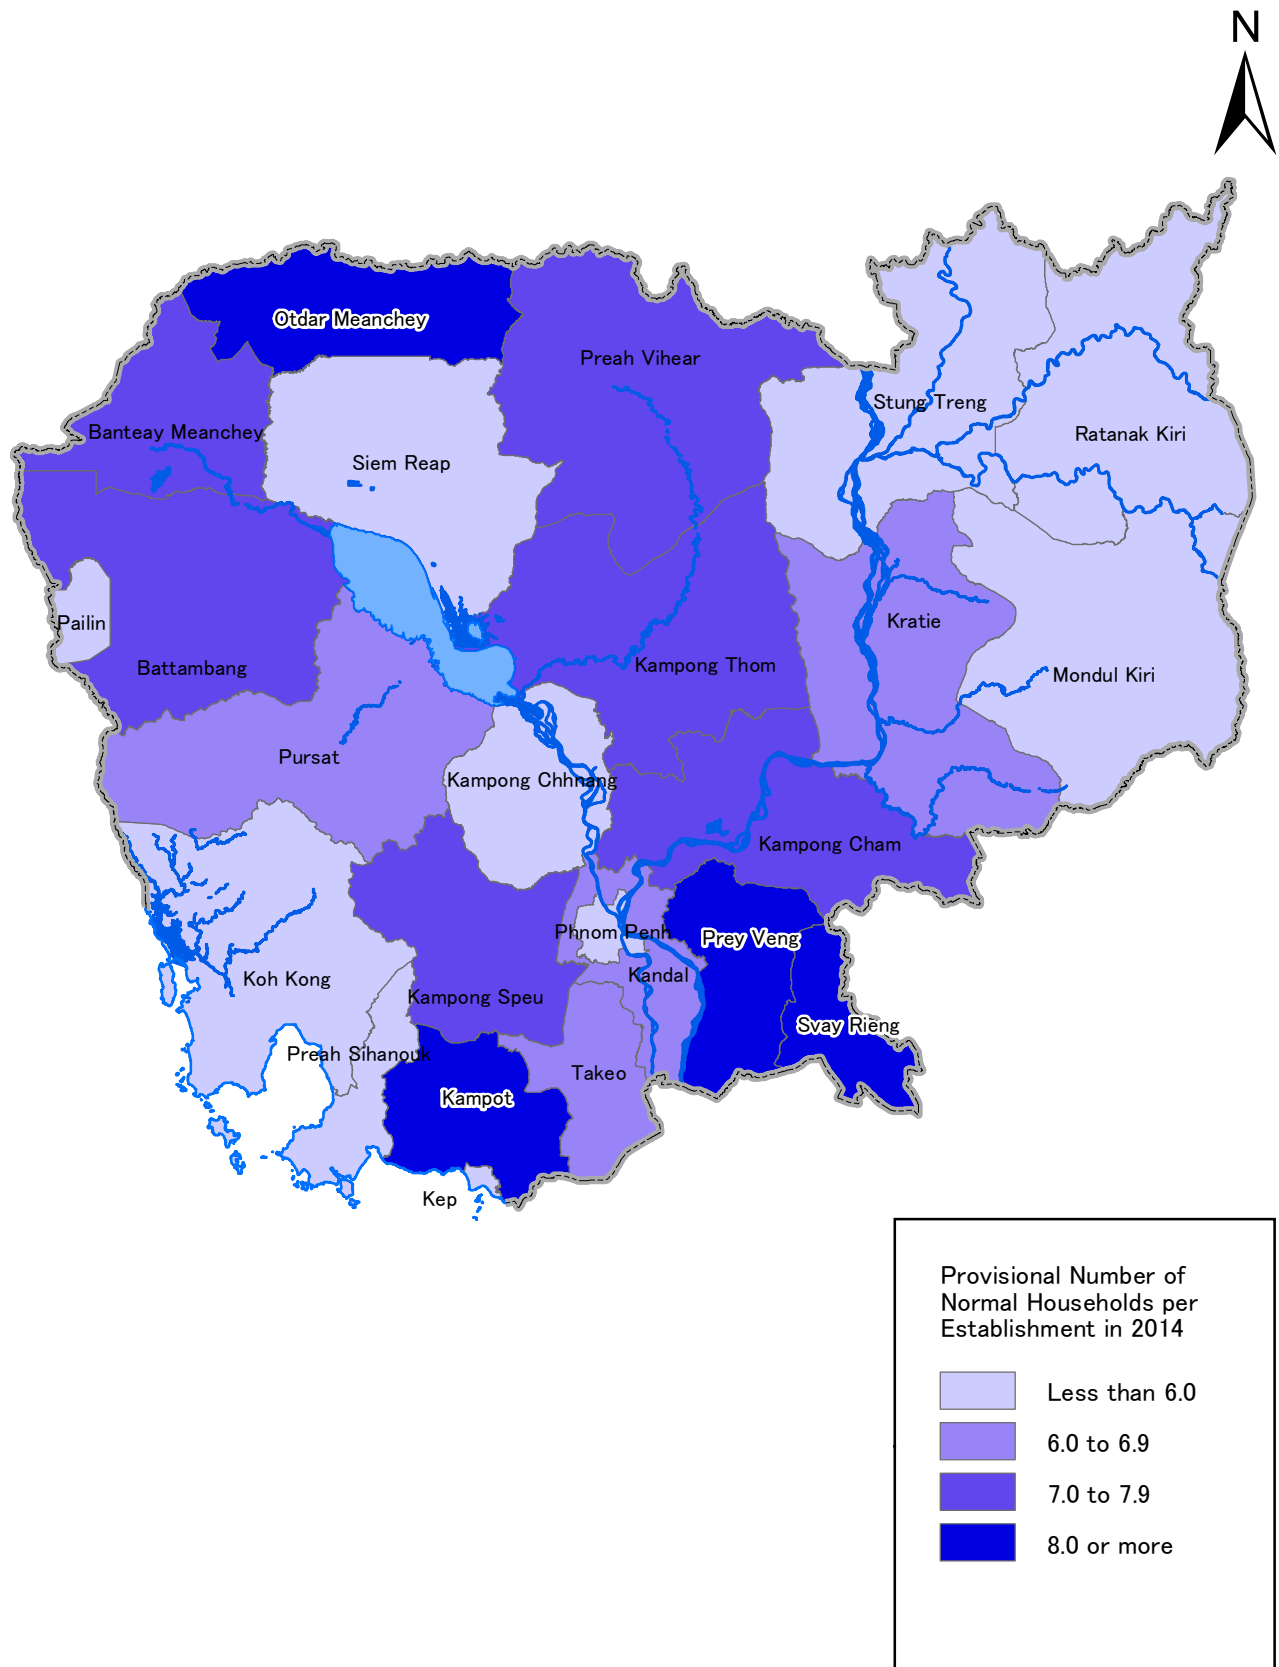 N
Otdar Meanchey
Preah Vihear
Stung Treng
Banteay Meanchey
Ratanak Kiri
Siem Reap
Pailin
Kratie
Battambang
Kampong Thom
Mondul Kiri
Pursat
Kampong Chhnang
Kampong Cham
Phnom Penh
Prey Veng
Koh Kong
Kandal
Kampong Speu
Svay Rieng
Preah Sihanouk
Takeo
Kampot
Kep
Provisional Number of
Normal Households per
Establishment in 2014
Less than 6.0
6.0 to 6.9
7.0 to 7.9
8.0 or more